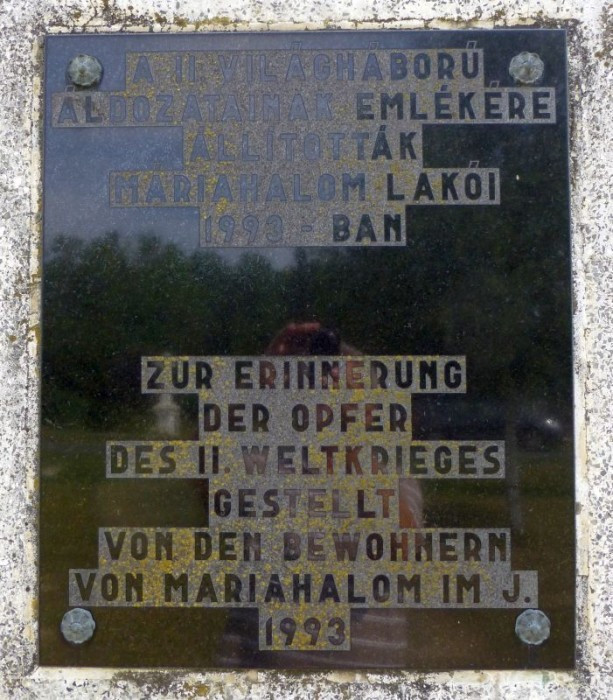 A II. VILÁGHÁBORÚ
ÁLDOZATAINAK EMLÉKÉRE
ÁLLÍTOTTÁK
MÁRIAHALOM LAKÓI
1993 - BAN
ZUR ERINNERUNG
DER OPFER
DES II. WELTKRIEGES
GESTELLT
VON DEN BEWOHNERN
VON MARIAHALOM IM J.
1993